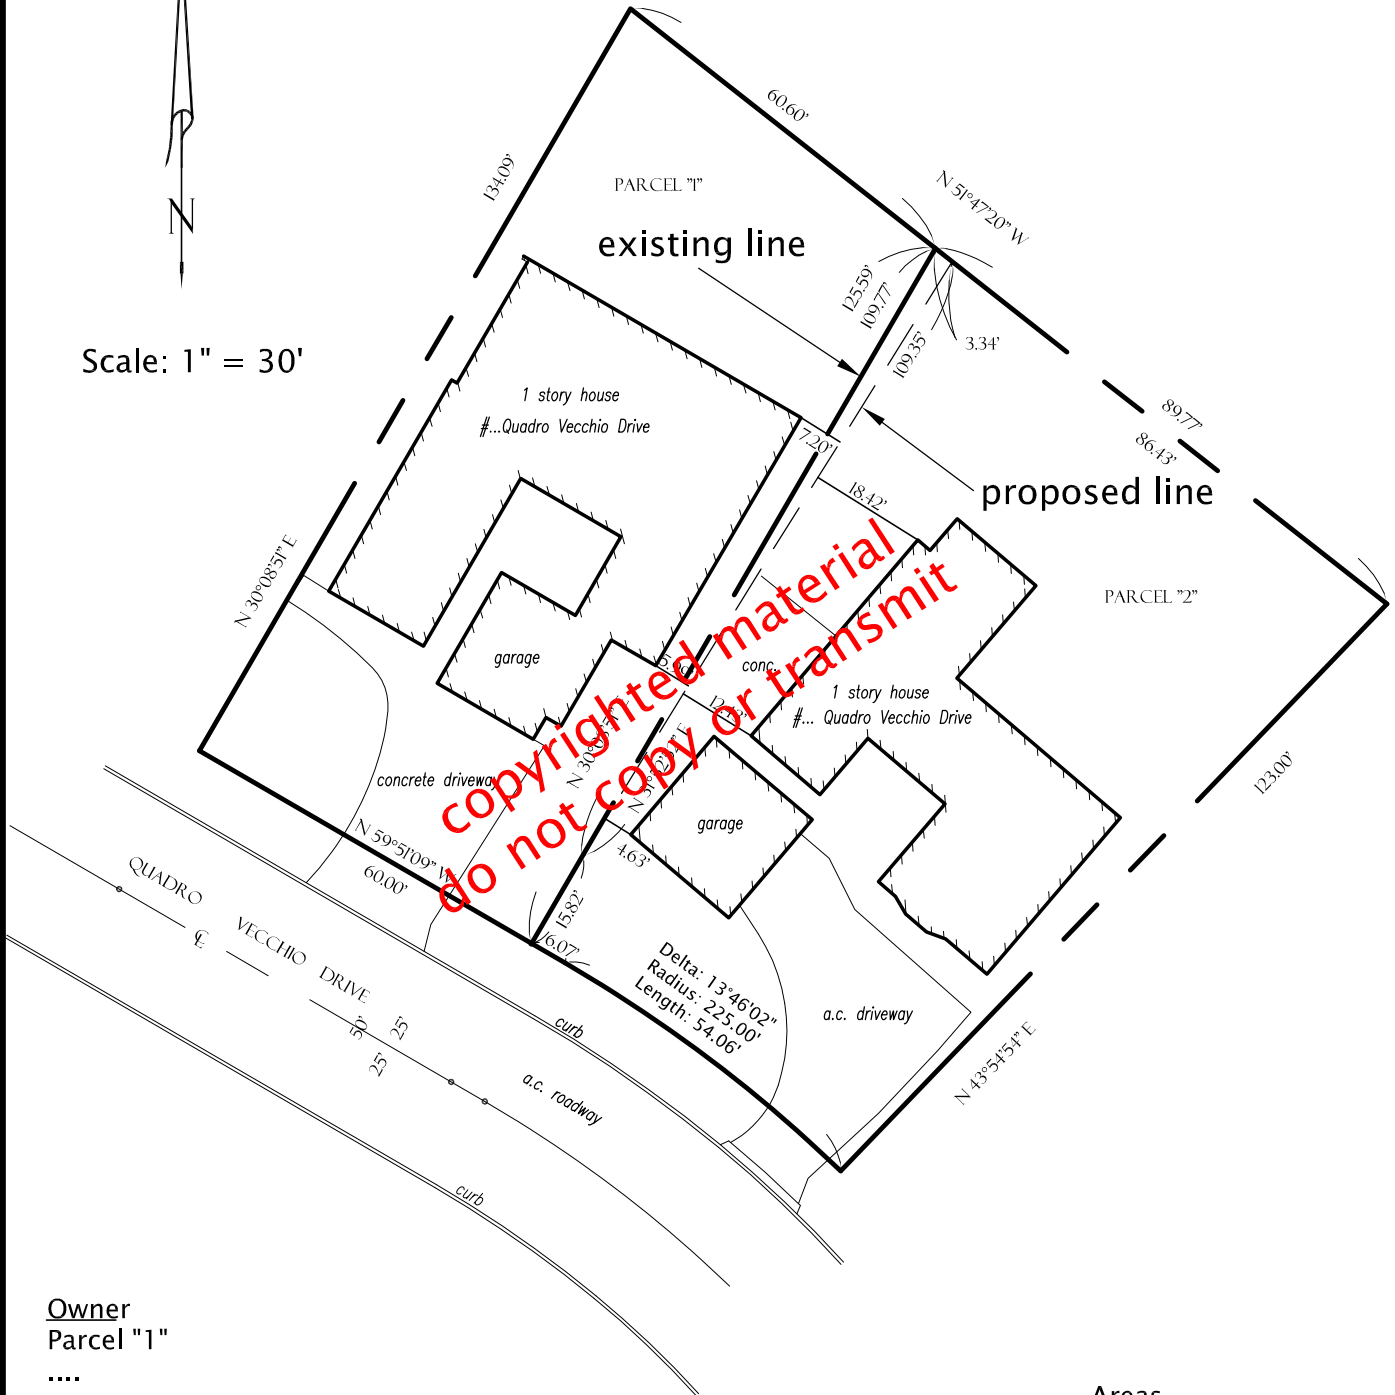 60.60'
N 51°47'20" W
134.09'
PARCEL "1"
existing line
N
125.59'
109.77'
109.35'
3.34'
Scale: 1" = 30'
1 story house
#...Quadro Vecchio Drive
89.77'
86.43'
7.20'
18.42'
proposed line
copyrighted material
do not copy or transmit
N 30°08'51" E
PARCEL "2"
garage
conc.
1 story house
#... Quadro Vecchio Drive
concrete driveway
garage
123.00'
N 59°51'09" W
60.00'
4.63'
15.82'
6.07'
QUADRO VECCHIO DRIVE
Delta: 13°46'02"
Radius: 225.00'
Length: 54.06'
a.c. driveway
50'
25'
25'
curb
N 43°54'54" E
a.c. roadway
curb
Owner
Parcel "1"
....
Areas